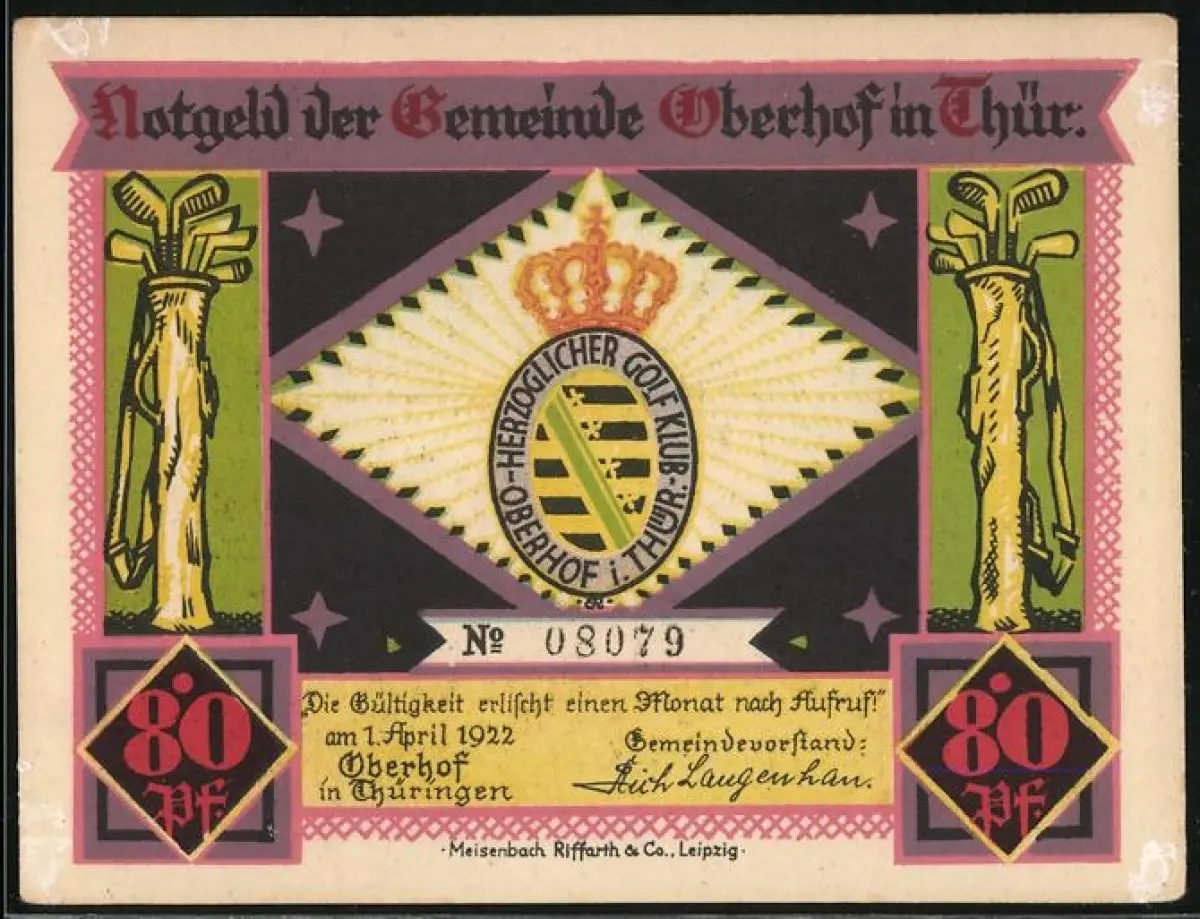 Notgeld der Gemeinde Oberhof in Thür.
HERZOGLICHER GOLF KLUB·
OBERHOF i. THÜR.
№ 08079
„Die Gültigkeit erlischt einen Monat nach Aufruf!"
am 1. April 1922
Oberhof
in Thüringen
Gemeindevorstand:
Langenhan.
80
Pf.
80
Pf.
·Meisenbach Riffarth & Co., Leipzig·